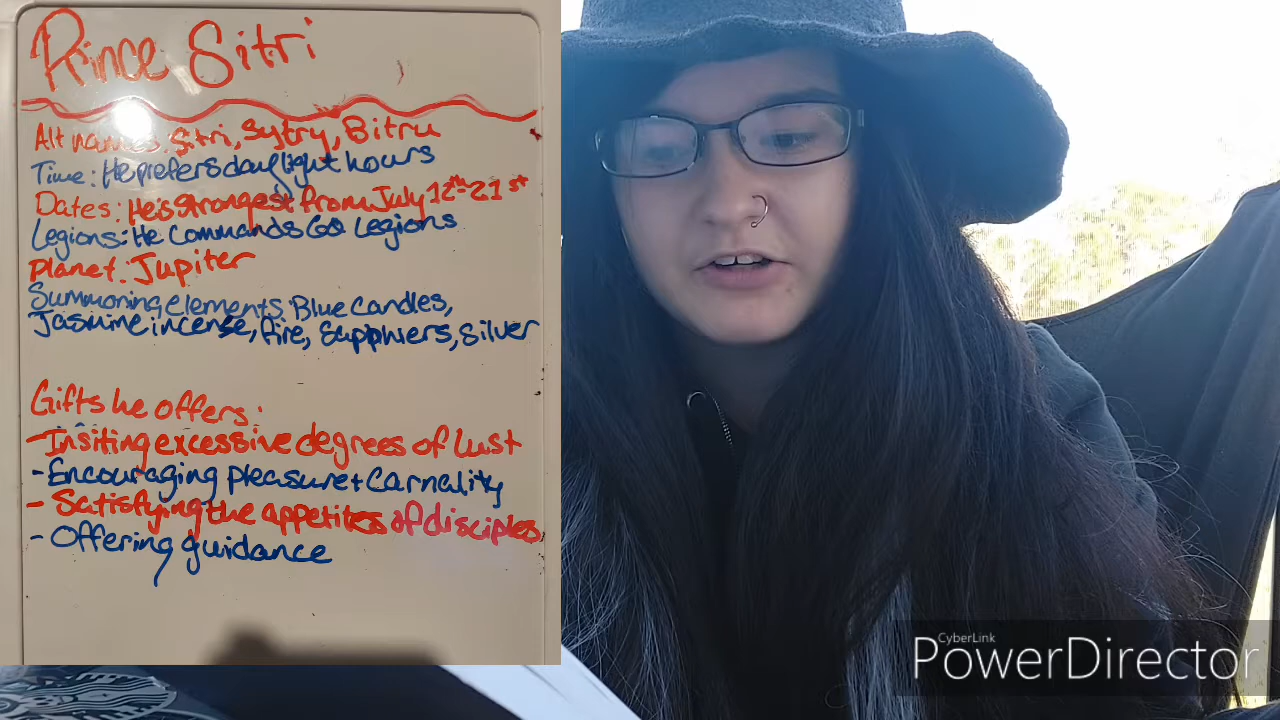 Prince Sitri
Alt names: Sitri, Sytry, Bitru
Time: He prefers daylight hours
Dates: He's strongest from July 12th-21st
Legions: He commands 60 Legions
Planet: Jupiter
Summoning elements: Blue candles,
Jasmine incense, Fire, Sapphiers, Silver
Gifts he offers:
-Insiting excessive degrees of lust
-Encouraging pleasure + carnality
- Satisfying the appetites of disciples
- Offering guidance
CyberLink
PowerDirector